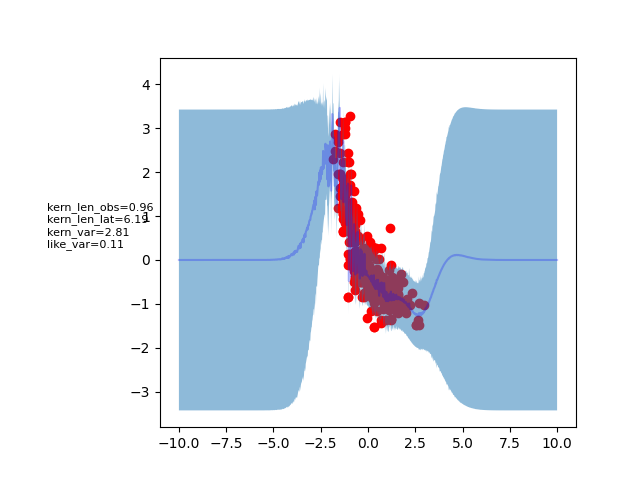 4
3
2
1
0
−1
−2
−3
kern_len_obs=0.96
kern_len_lat=6.19
kern_var=2.81
like_var=0.11
−10.0 −7.5 −5.0 −2.5 0.0 2.5 5.0 7.5 10.0